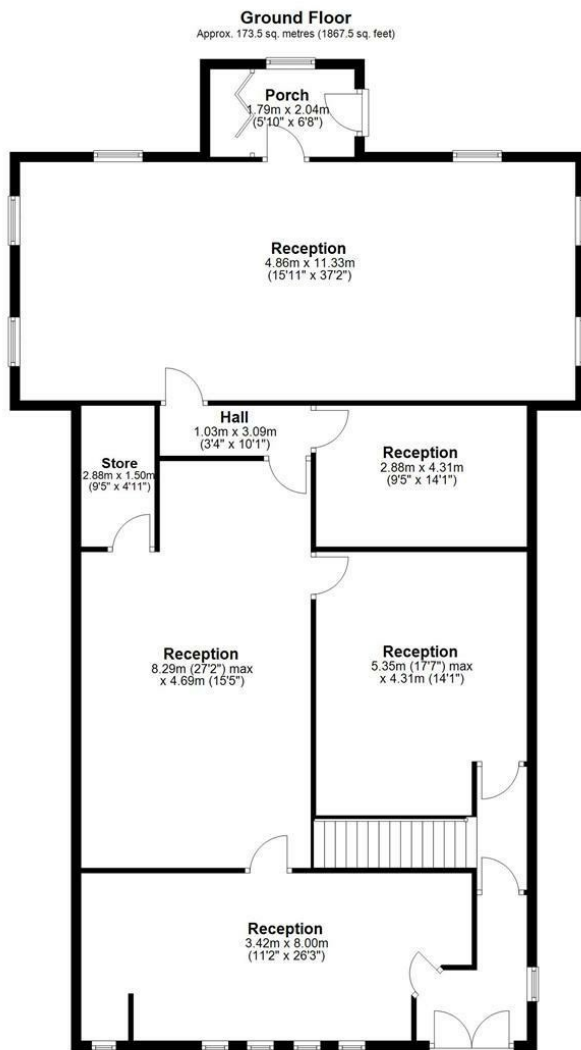 Ground Floor
Approx. 173.5 sq. metres (1867.5 sq. feet)
Porch
1.79m x 2.04m
(5'10" x 6'8")
Reception
4.86m x 11.33m
(15'11" x 37'2")
Hall
1.03m x 3.09m
(3'4" x 10'1")
Store
2.88m x 1.50m
(9'5" x 4'11")
Reception
2.88m x 4.31m
(9'5" x 14'1")
Reception
8.29m (27'2") max
x 4.69m (15'5")
Reception
5.35m (17'7") max
x 4.31m (14'1")
Reception
3.42m x 8.00m
(11'2" x 26'3")